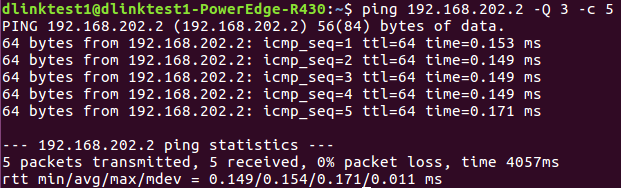 dlinktest1@dlinktest1-PowerEdge-R430:~$ ping 192.168.202.2 -Q 3 -c 5
PING 192.168.202.2 (192.168.202.2) 56(84) bytes of data.
64 bytes from 192.168.202.2: icmp_seq=1 ttl=64 time=0.153 ms
64 bytes from 192.168.202.2: icmp_seq=2 ttl=64 time=0.149 ms
64 bytes from 192.168.202.2: icmp_seq=3 ttl=64 time=0.149 ms
64 bytes from 192.168.202.2: icmp_seq=4 ttl=64 time=0.149 ms
64 bytes from 192.168.202.2: icmp_seq=5 ttl=64 time=0.171 ms
--- 192.168.202.2 ping statistics ---
5 packets transmitted, 5 received, 0% packet loss, time 4057ms
rtt min/avg/max/mdev = 0.149/0.154/0.171/0.011 ms